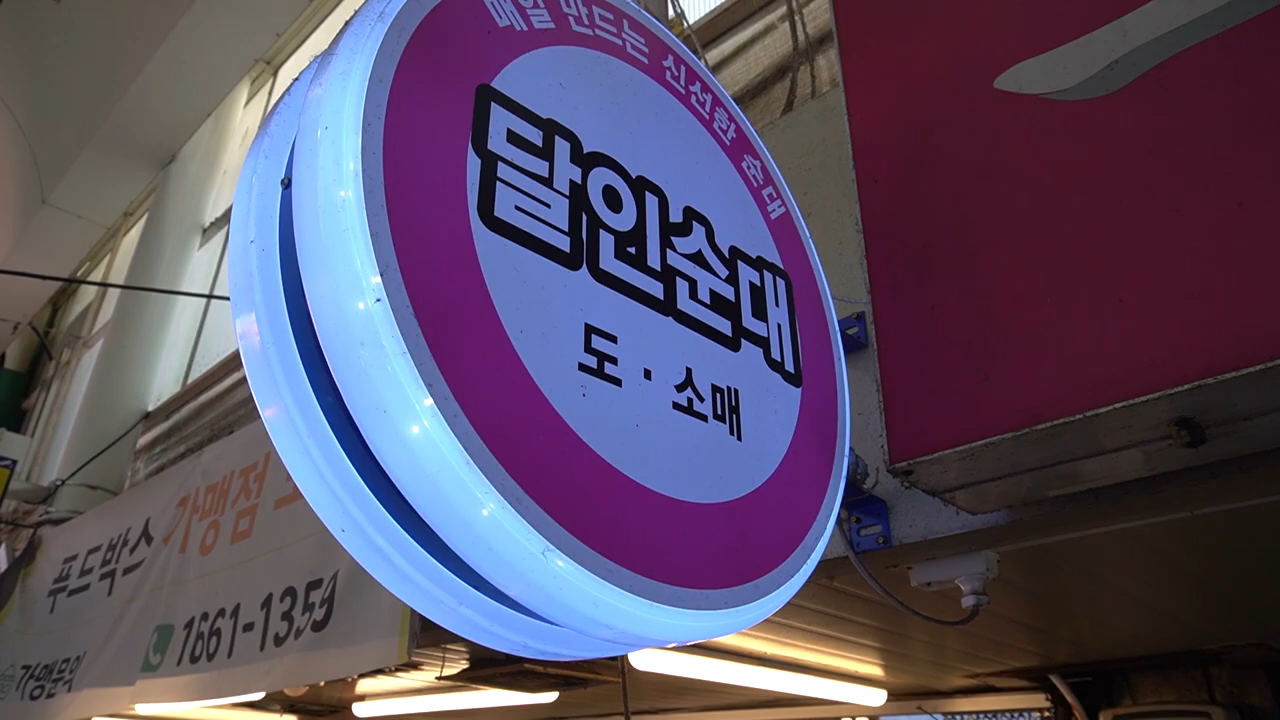 매일 만드는 신선한 순대
달인순대
도·소매
푸드박스 가맹점
1661-1359
가맹문의